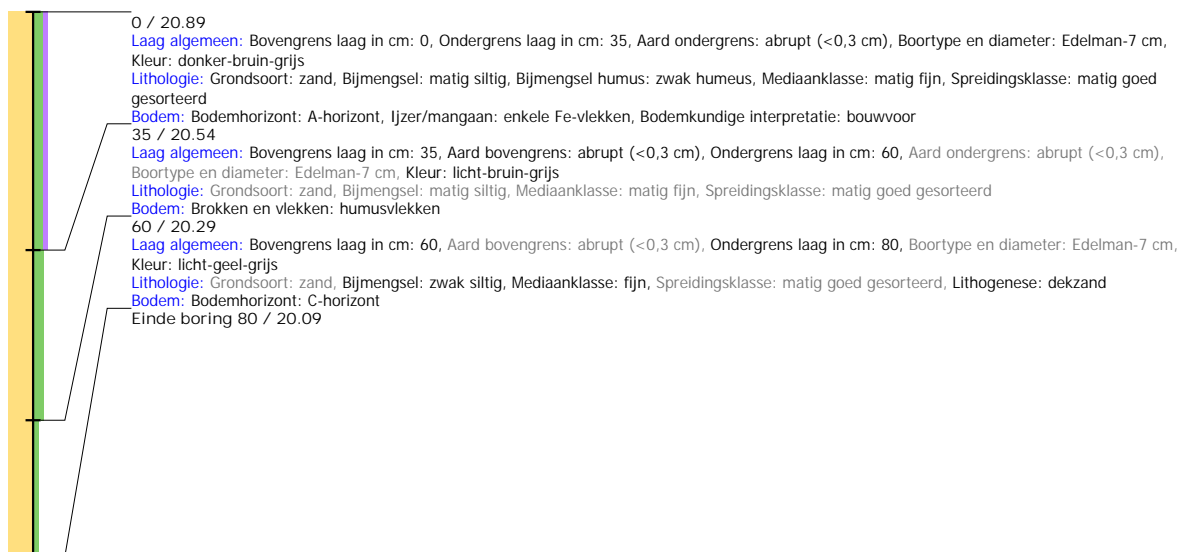 0 / 20.89
Laag algemeen: Bovengrens laag in cm: 0, Ondergrens laag in cm: 35, Aard ondergrens: abrupt (<0,3 cm), Boortype en diameter: Edelman-7 cm,
Kleur: donker-bruin-grijs
Lithologie: Grondsoort: zand, Bijmengsel: matig siltig, Bijmengsel humus: zwak humeus, Mediaanklasse: matig fijn, Spreidingsklasse: matig goed
gesorteerd
Bodem: Bodemhorizont: A-horizont, Ijzer/mangaan: enkele Fe-vlekken, Bodemkundige interpretatie: bouwvoor
35 / 20.54
Laag algemeen: Bovengrens laag in cm: 35, Aard bovengrens: abrupt (<0,3 cm), Ondergrens laag in cm: 60, Aard ondergrens: abrupt (<0,3 cm),
Boortype en diameter: Edelman-7 cm, Kleur: licht-bruin-grijs
Lithologie: Grondsoort: zand, Bijmengsel: matig siltig, Mediaanklasse: matig fijn, Spreidingsklasse: matig goed gesorteerd
Bodem: Brokken en vlekken: humusvlekken
60 / 20.29
Laag algemeen: Bovengrens laag in cm: 60, Aard bovengrens: abrupt (<0,3 cm), Ondergrens laag in cm: 80, Boortype en diameter: Edelman-7 cm,
Kleur: licht-geel-grijs
Lithologie: Grondsoort: zand, Bijmengsel: zwak siltig, Mediaanklasse: fijn, Spreidingsklasse: matig goed gesorteerd, Lithogenese: dekzand
Bodem: Bodemhorizont: C-horizont
Einde boring 80 / 20.09